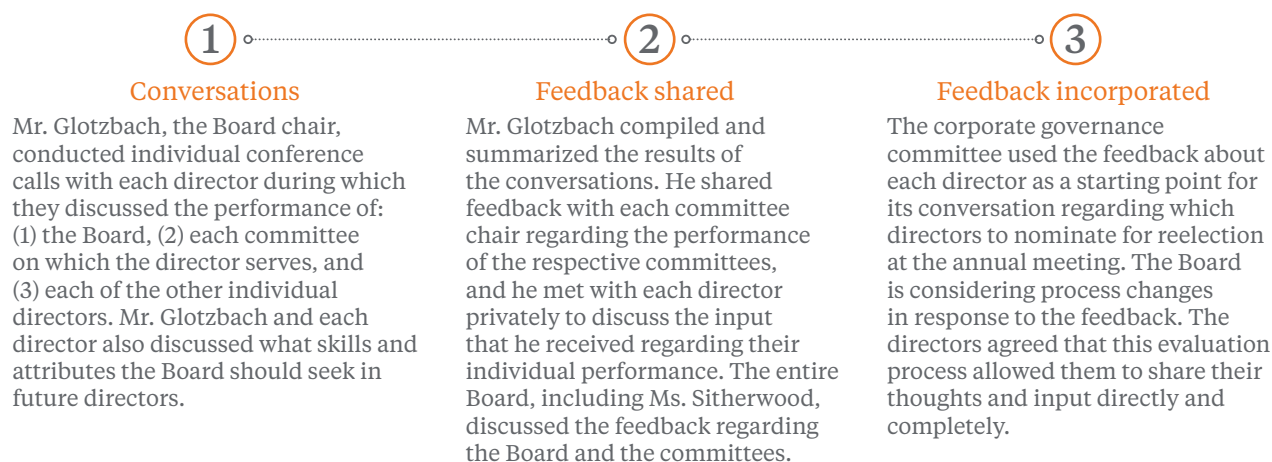 1
2
3
Conversations
Mr. Glotzbach, the Board chair,
conducted individual conference
calls with each director during which
they discussed the performance of:
(1) the Board, (2) each committee
on which the director serves, and
(3) each of the other individual
directors. Mr. Glotzbach and each
director also discussed what skills and
attributes the Board should seek in
future directors.
Feedback shared
Mr. Glotzbach compiled and
summarized the results of
the conversations. He shared
feedback with each committee
chair regarding the performance
of the respective committees,
and he met with each director
privately to discuss the input
that he received regarding their
individual performance. The entire
Board, including Ms. Sitherwood,
discussed the feedback regarding
the Board and the committees.
Feedback incorporated
The corporate governance
committee used the feedback about
each director as a starting point for
its conversation regarding which
directors to nominate for reelection
at the annual meeting. The Board
is considering process changes
in response to the feedback. The
directors agreed that this evaluation
process allowed them to share their
thoughts and input directly and
completely.